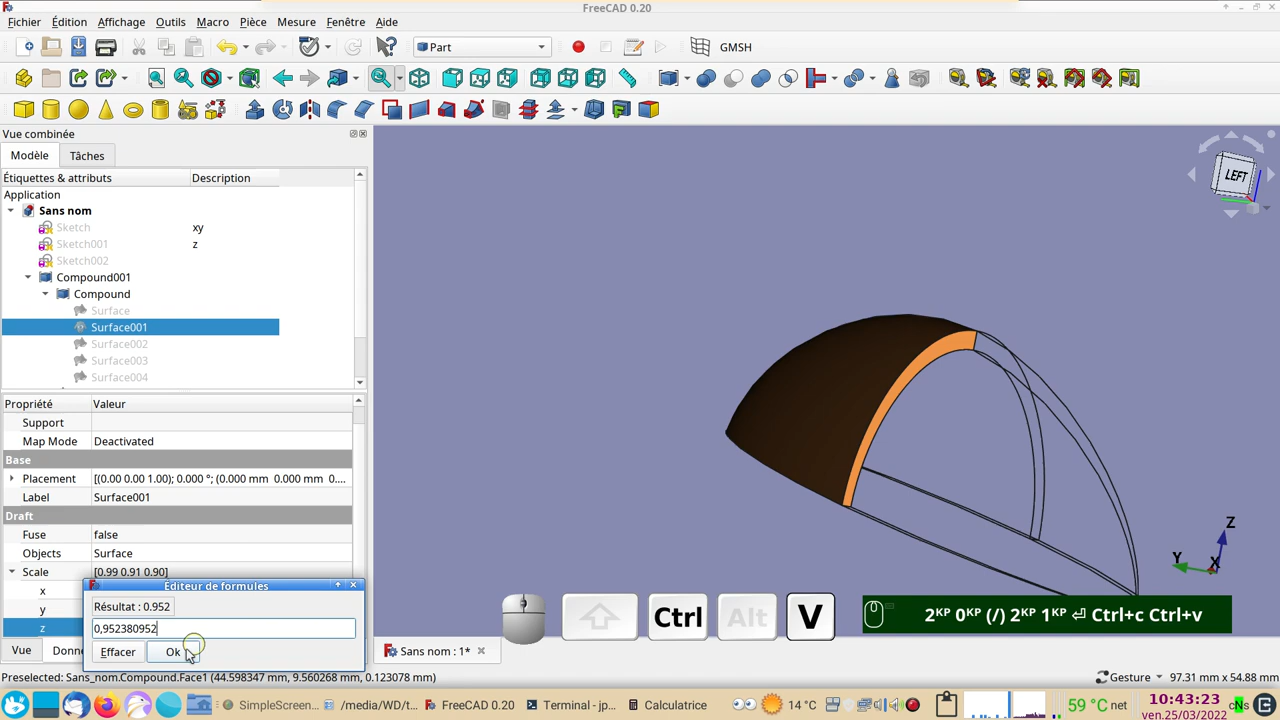 FreeCAD 0.20
Fichier Édition Affichage Outils Macro Pièce Mesure Fenêtre Aide
Part
GMSH
Vue combinée
Modèle Tâches
Étiquettes & attributs Description
Application
Sans nom
Sketch xy
Sketch001 z
Sketch002
Compound001
Compound
Surface
Surface001
Surface002
Surface003
Surface004
Propriété Valeur
Support
Map Mode Deactivated
Base
Placement [(0.00 0.00 1.00); 0.000 °; (0.000 mm 0.000 mm 0....
Label Surface001
Draft
Fuse false
Objects Surface
Scale [0.99 0.91 0.90]
x
y
z
Éditeur de formules
Résultat : 0.952
0,952380952
Effacer Ok
Vue Donn
LEFT
Z
Y
X
Ctrl Alt V
2ᴷᴾ 0ᴷᴾ (/) 2ᴷᴾ 1ᴷᴾ ⏎ Ctrl+c Ctrl+v
Sans nom : 1*
Preselected: Sans_nom.Compound.Face1 (44.598347 mm, 9.560268 mm, 0.123078 mm)
Gesture
97.31 mm x 54.88 mm
SimpleScreen...
/media/WD/t...
FreeCAD 0.20
Terminal - jp...
Calculatrice
14°C
59 °C net
10:43:23
ven.25/03/2022